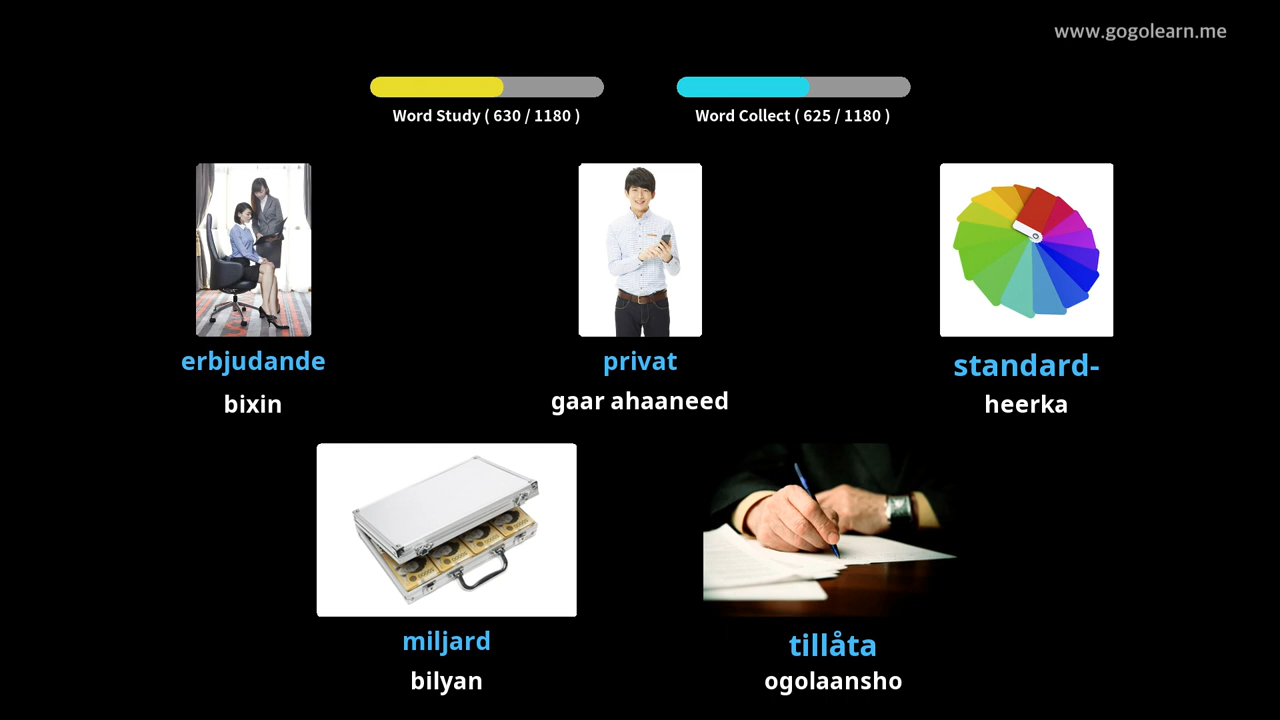 www.gogolearn.me
Word Study ( 630 / 1180 )
Word Collect ( 625 / 1180 )
erbjudande
bixin
privat
gaar ahaaneed
standard-
heerka
miljard
bilyan
tillåta
ogolaansho